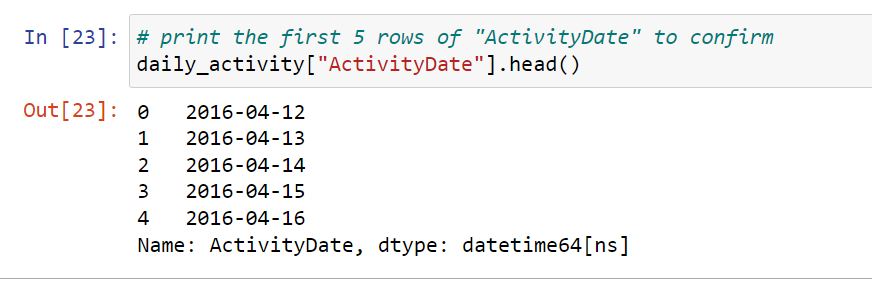 In [23]: # print the first 5 rows of "ActivityDate" to confirm
daily_activity["ActivityDate"].head()
Out[23]: 0   2016-04-12
1   2016-04-13
2   2016-04-14
3   2016-04-15
4   2016-04-16
Name: ActivityDate, dtype: datetime64[ns]